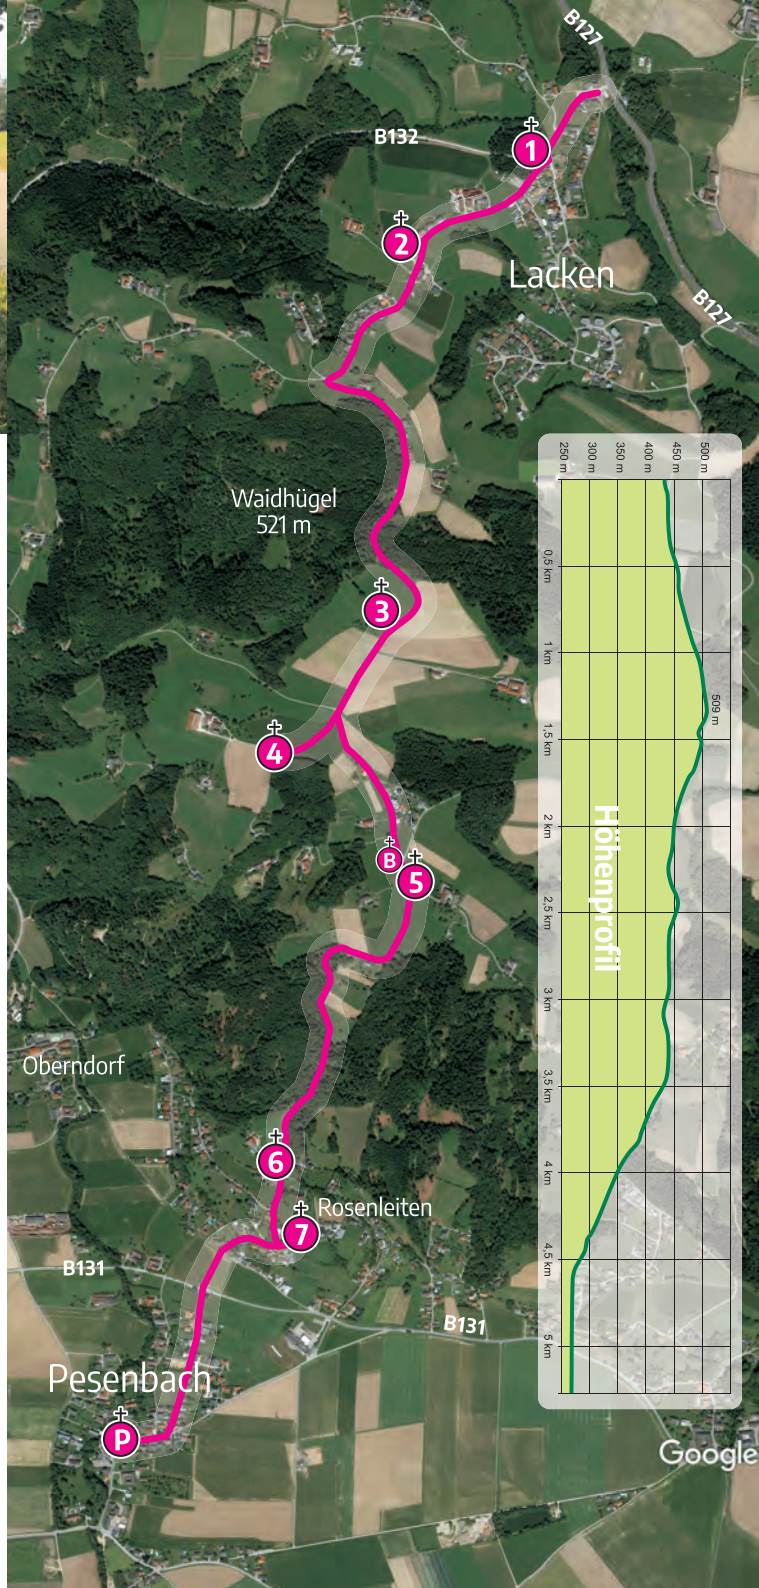 B127
B132
1
2
Lacken
B127
250 m
300 m
350 m
400 m
450 m
500 m
Waidhügel
521 m
0,5 km
3
1 km
509 m
4
1,5 km
Höhenprofil
2 km
B
5
2,5 km
3 km
Oberndorf
3,5 km
6
4 km
7
Rosenleiten
4,5 km
B131
B131
5 km
Pesenbach
P
Google